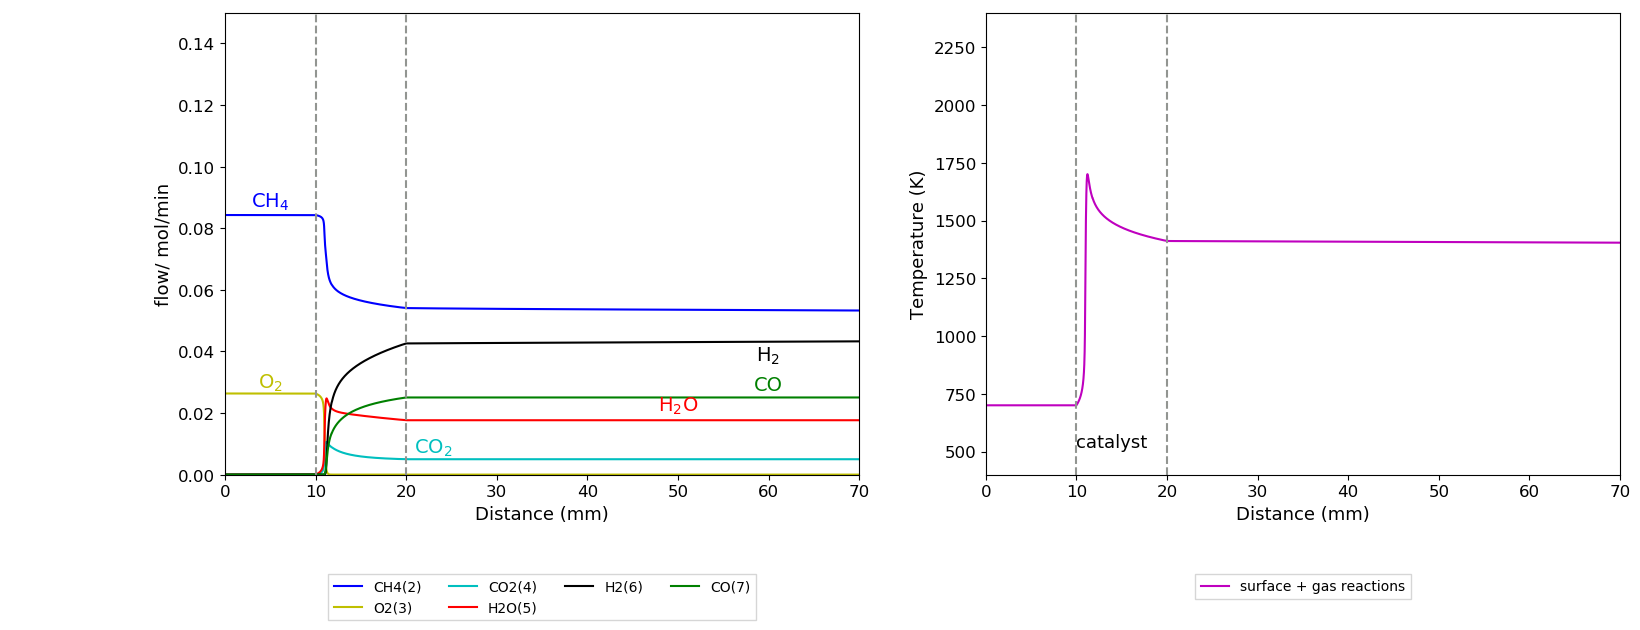 0.14
0.12
0.10
0.08
0.06
0.04
0.02
0.00
flow/ mol/min
CH4
O2
H2
CO
H2O
CO2
0 10 20 30 40 50 60 70
Distance (mm)
CH4(2) CO2(4) H2(6) CO(7)
O2(3) H2O(5)
2250
2000
1750
1500
1250
1000
750
500
Temperature (K)
catalyst
0 10 20 30 40 50 60 70
Distance (mm)
surface + gas reactions